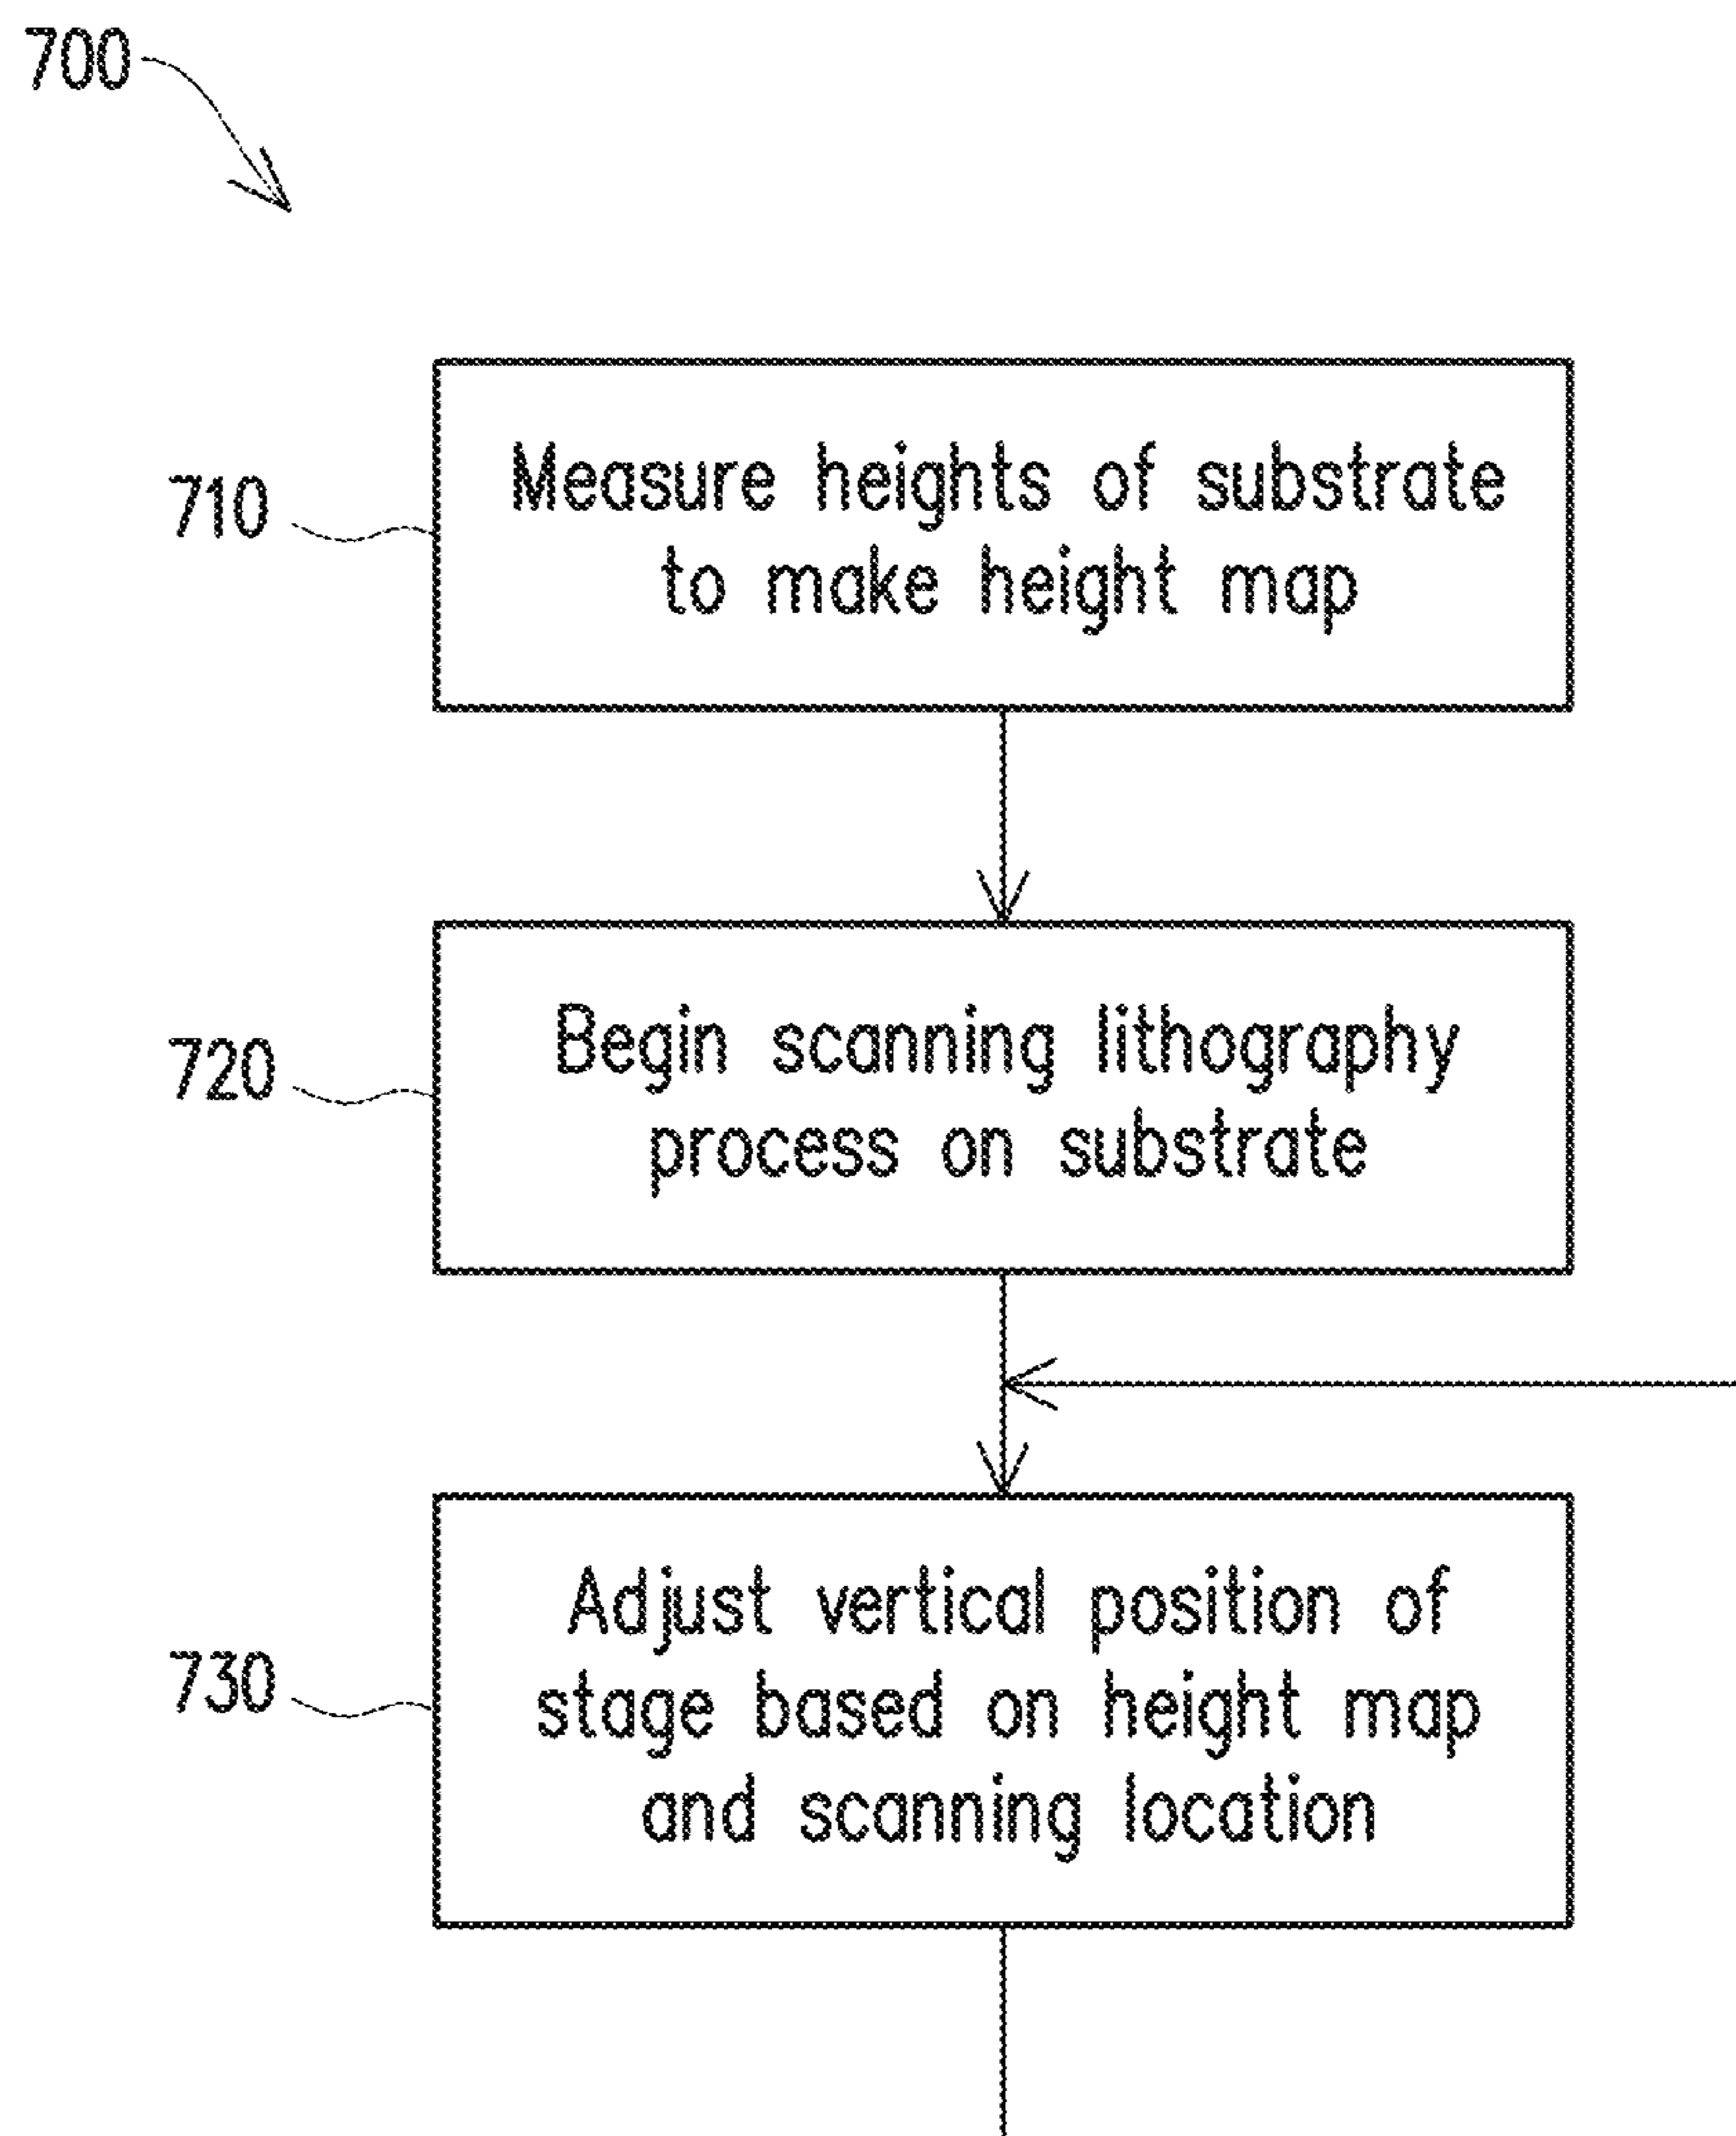 700
710
Measure heights of substrate
to make height map
720
Begin scanning lithography
process on substrate
730
Adjust vertical position of
stage based on height map
and scanning location